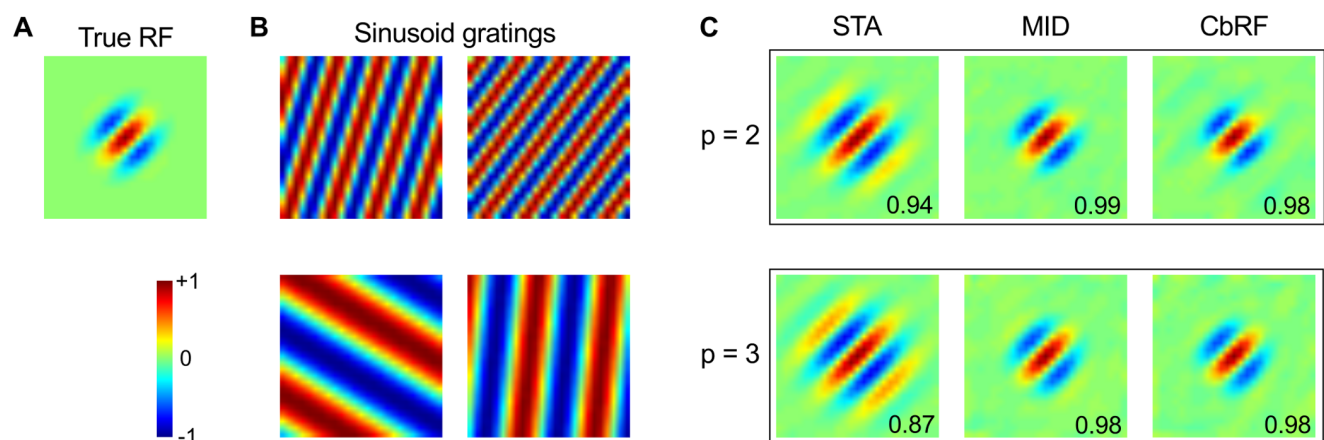 A True RF
B Sinusoid gratings
C STA MID CbRF
p = 2
0.94 0.99 0.98
+1
0
-1
p = 3
0.87 0.98 0.98